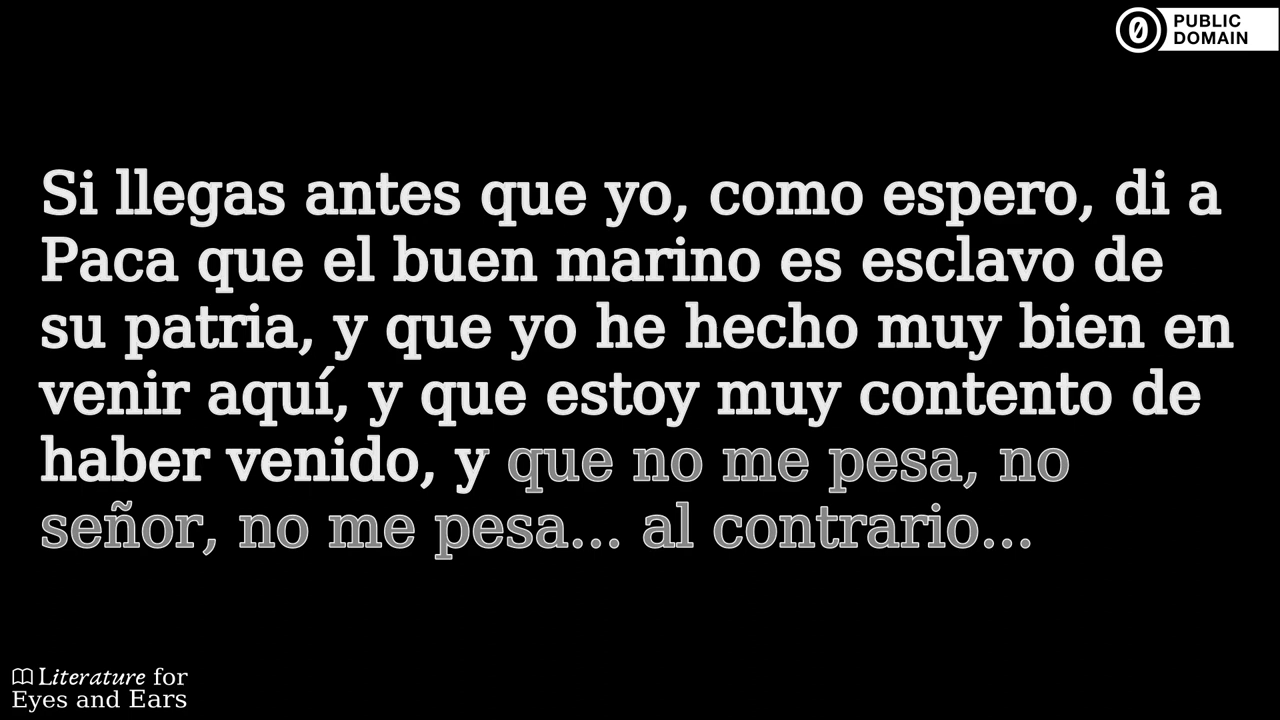 PUBLIC
DOMAIN
Si llegas antes que yo, como espero, di a
Paca que el buen marino es esclavo de
su patria, y que yo he hecho muy bien en
venir aquí, y que estoy muy contento de
haber venido, y que no me pesa, no
señor, no me pesa... al contrario...
Literature for
Eyes and Ears